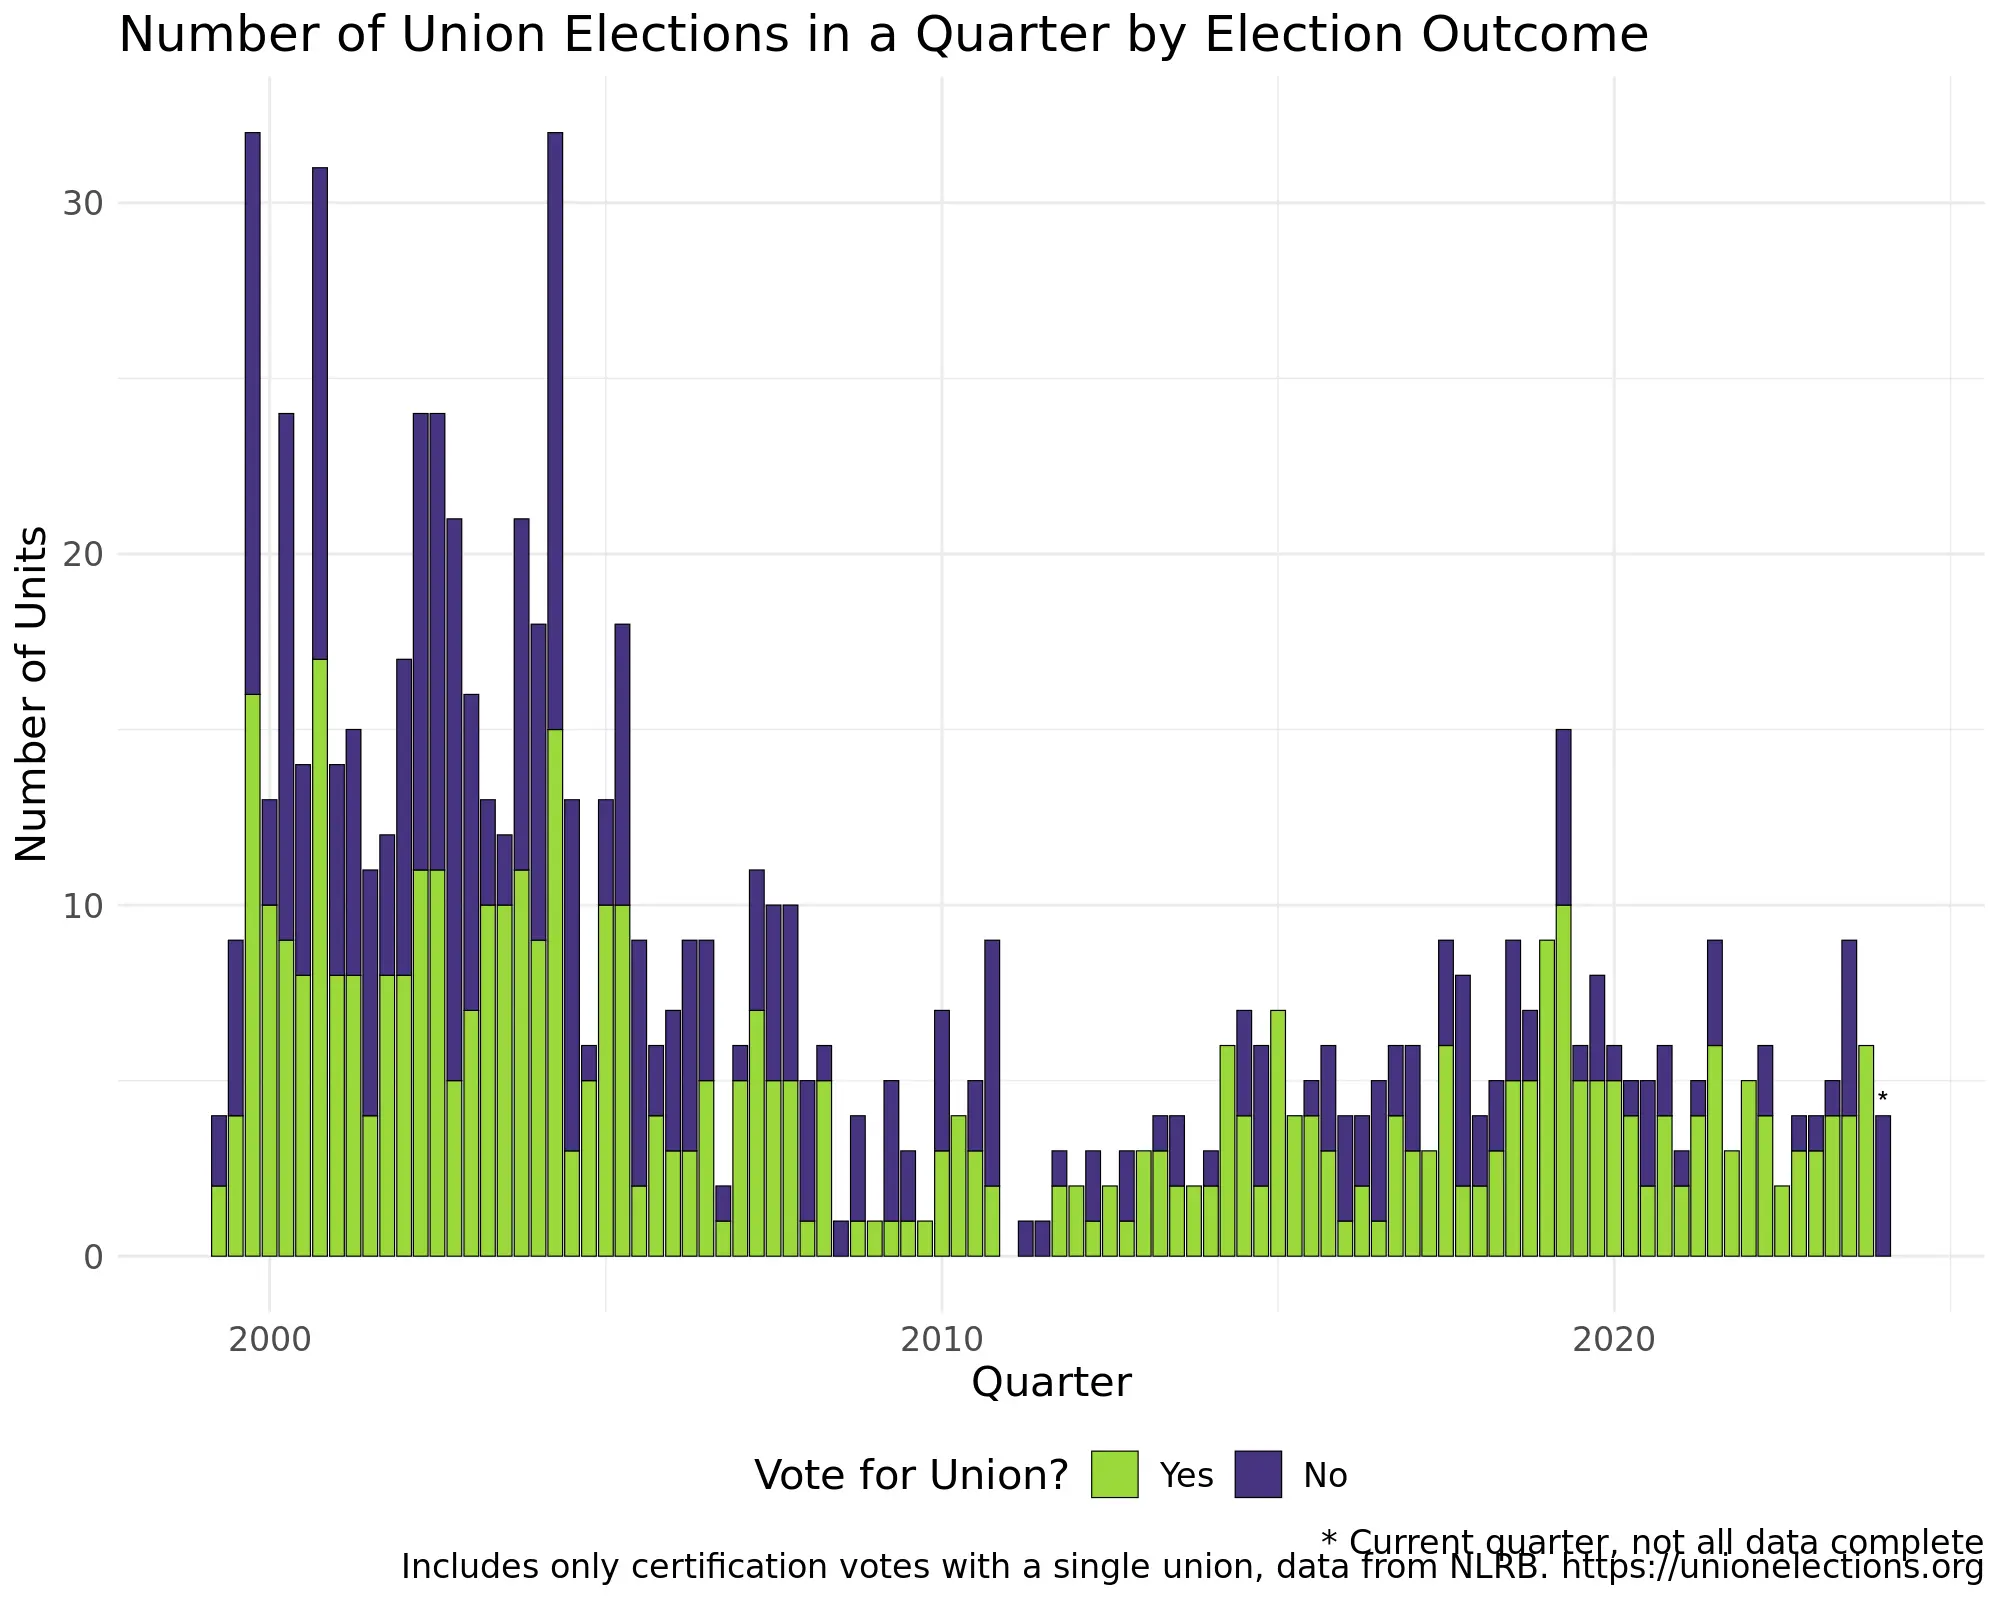 Number of Union Elections in a Quarter by Election Outcome
Number of Units
30
20
10
0
*
2000 2010 2020
Quarter
Vote for Union? Yes No
* Current quarter, not all data complete
Includes only certification votes with a single union, data from NLRB. https://unionelections.org